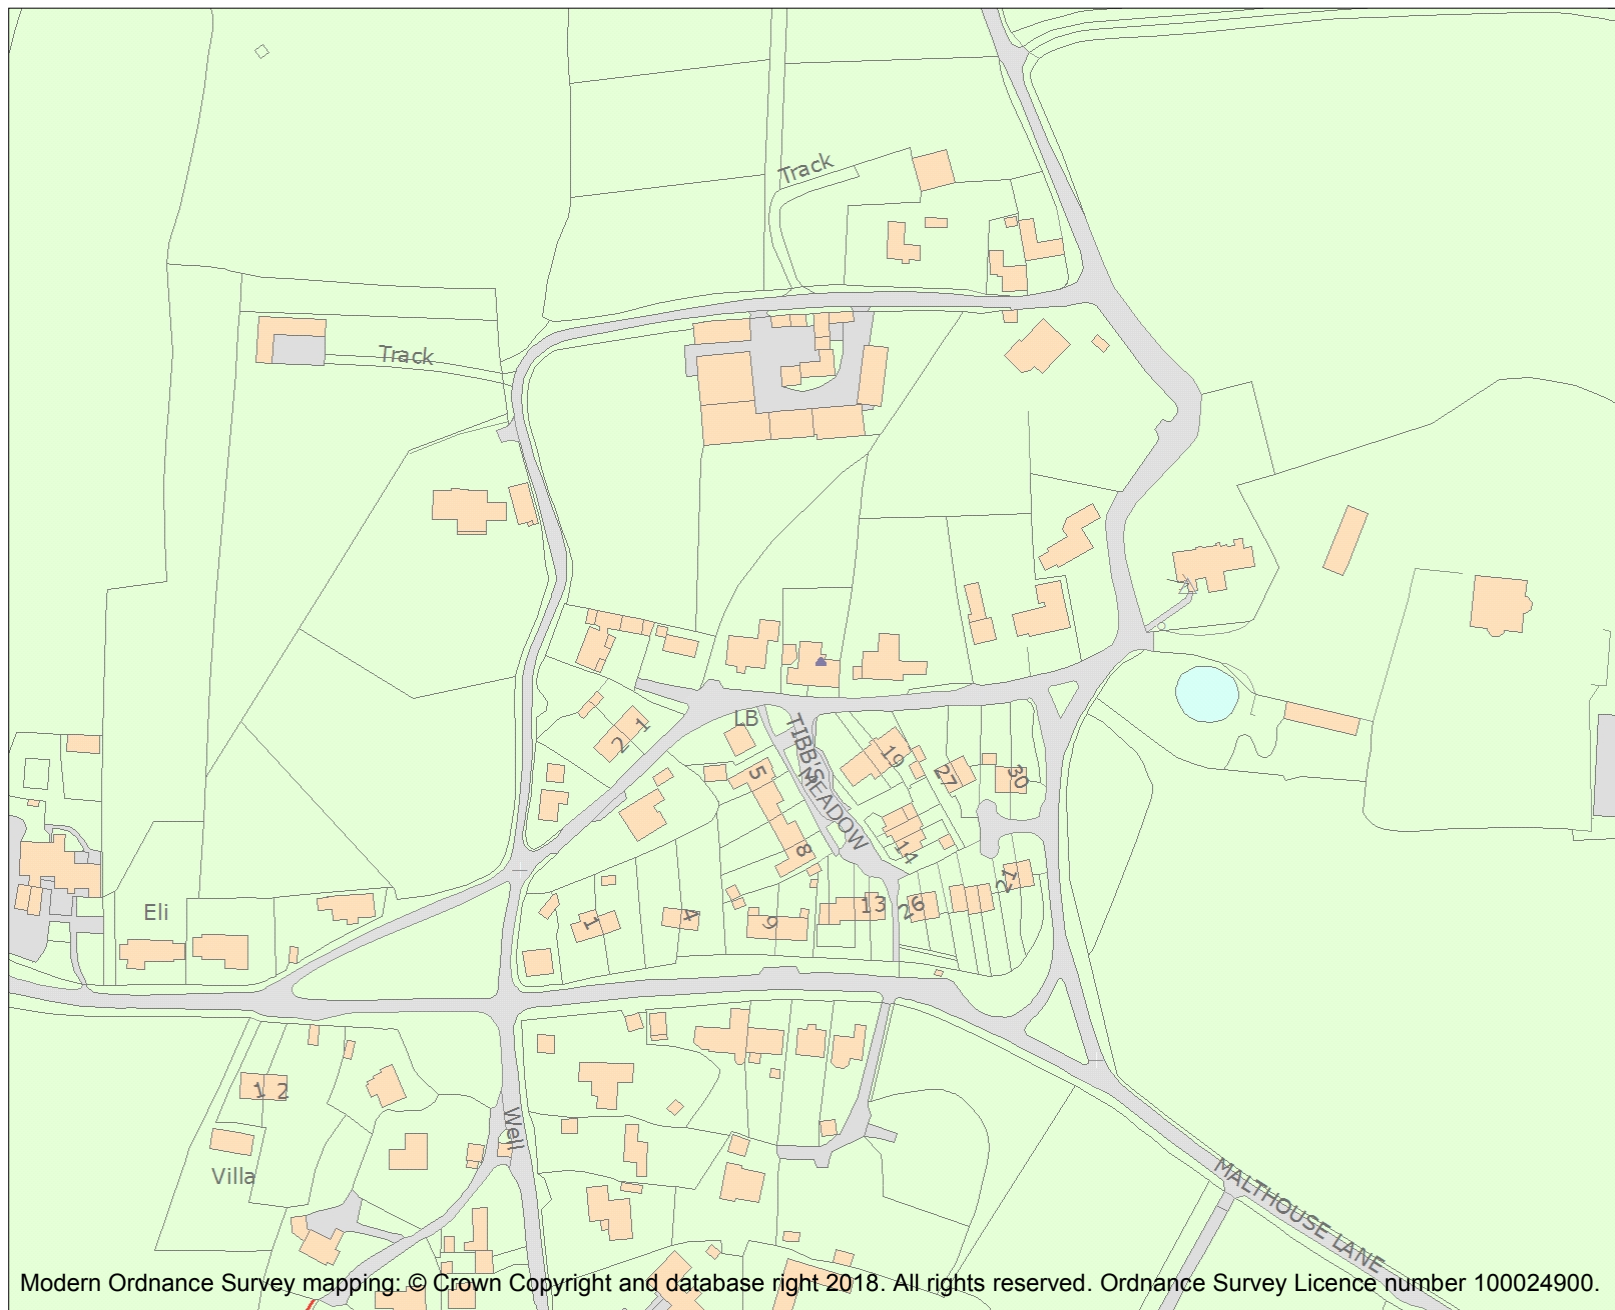 Track
Track
LB
TIBB'S MEADOW
1
2
5
8
19
27
30
14
21
26
13
9
4
1
Eli
1 2
Villa
Well
MALTHOUSE LANE
Modern Ordnance Survey mapping: © Crown Copyright and database right 2018. All rights reserved. Ordnance Survey Licence number 100024900.